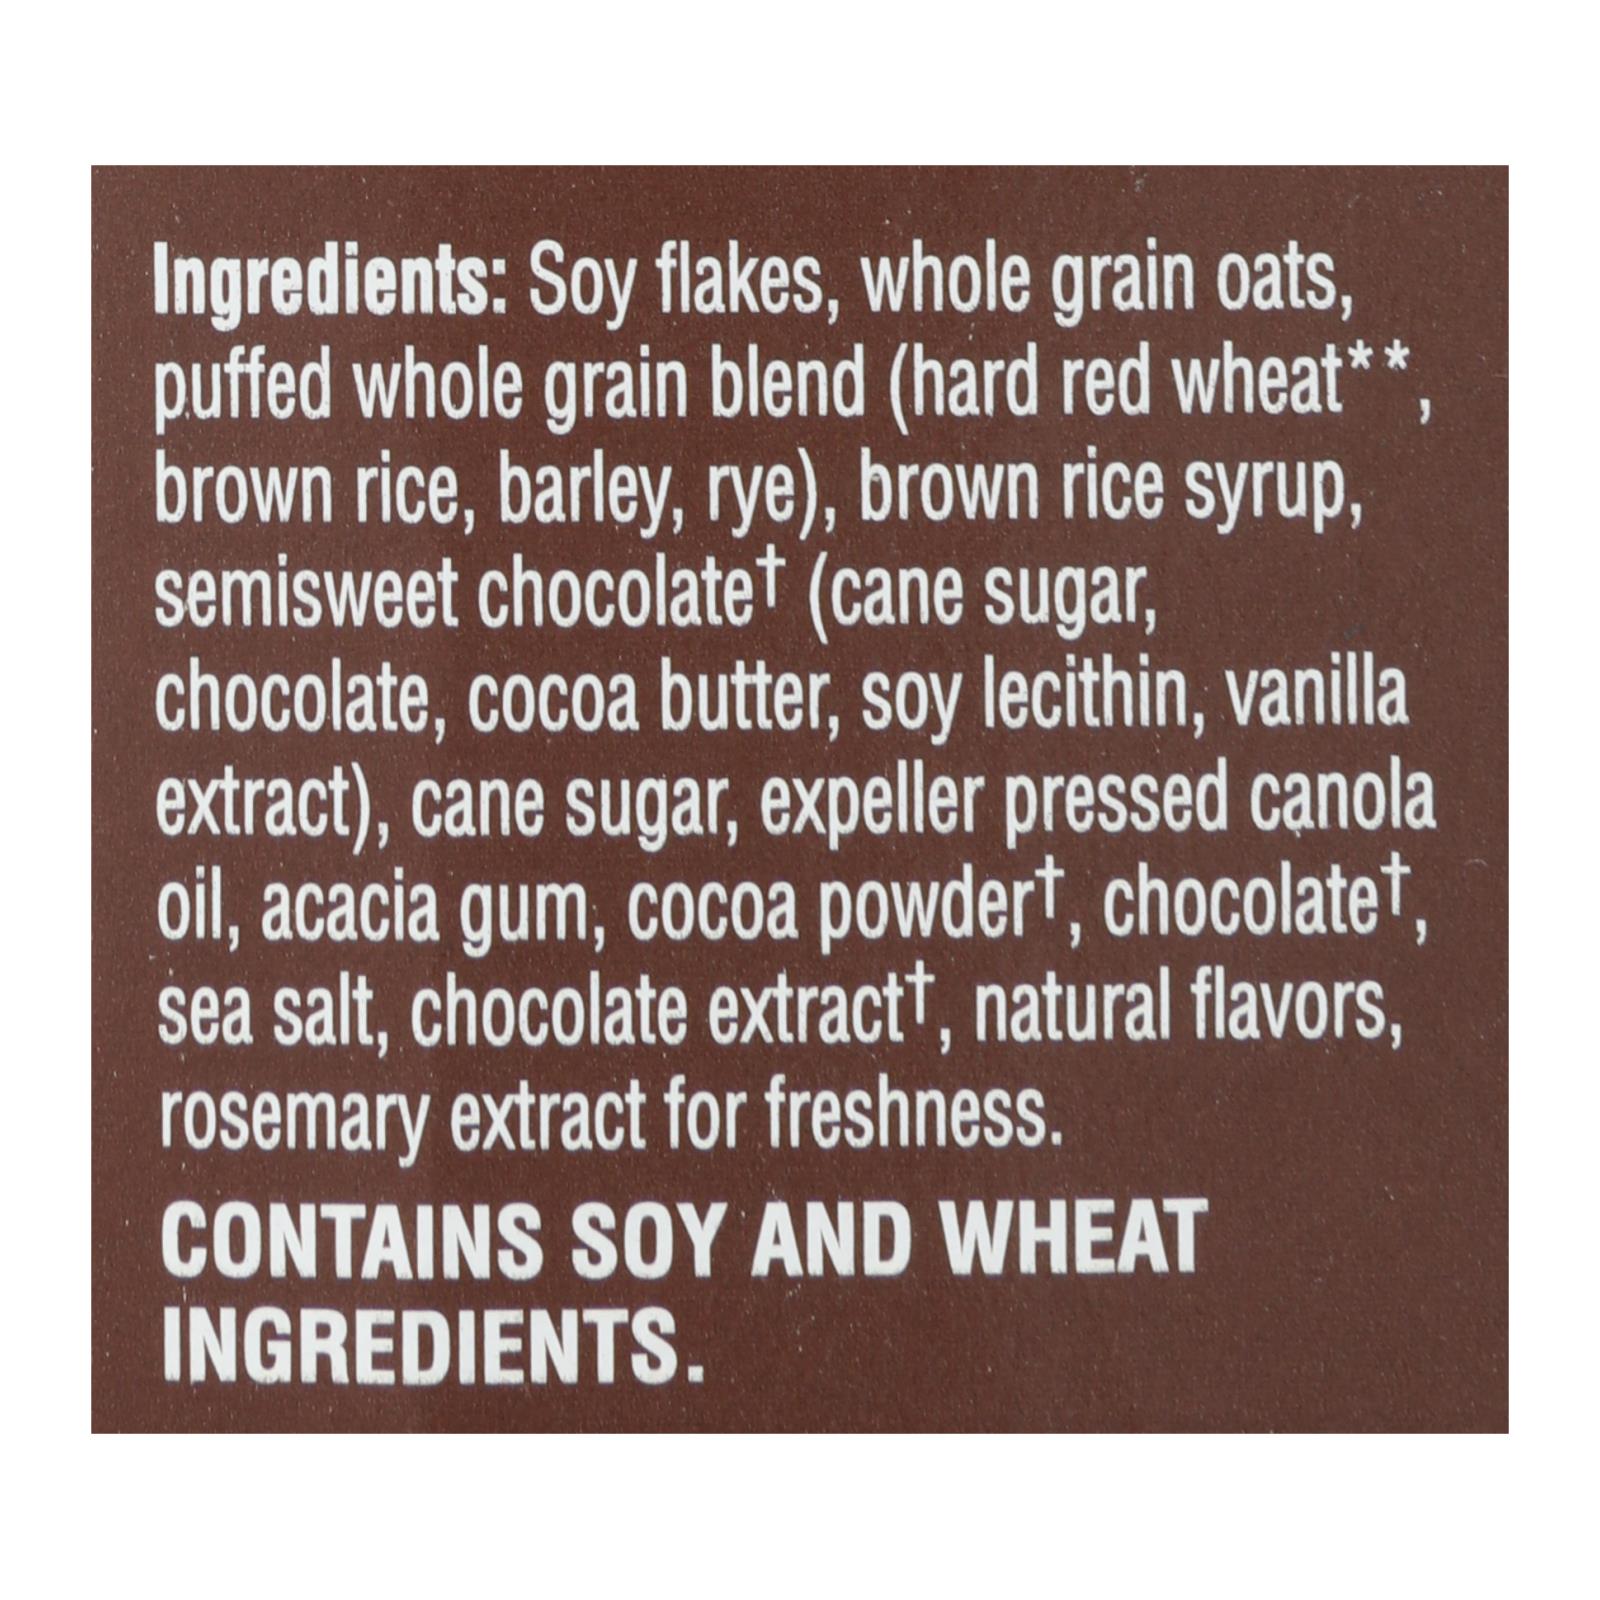 Ingredients: Soy flakes, whole grain oats,
puffed whole grain blend (hard red wheat**,
brown rice, barley, rye), brown rice syrup,
semisweet chocolate† (cane sugar,
chocolate, cocoa butter, soy lecithin, vanilla
extract), cane sugar, expeller pressed canola
oil, acacia gum, cocoa powder†, chocolate†,
sea salt, chocolate extract†, natural flavors,
rosemary extract for freshness.
CONTAINS SOY AND WHEAT
INGREDIENTS.